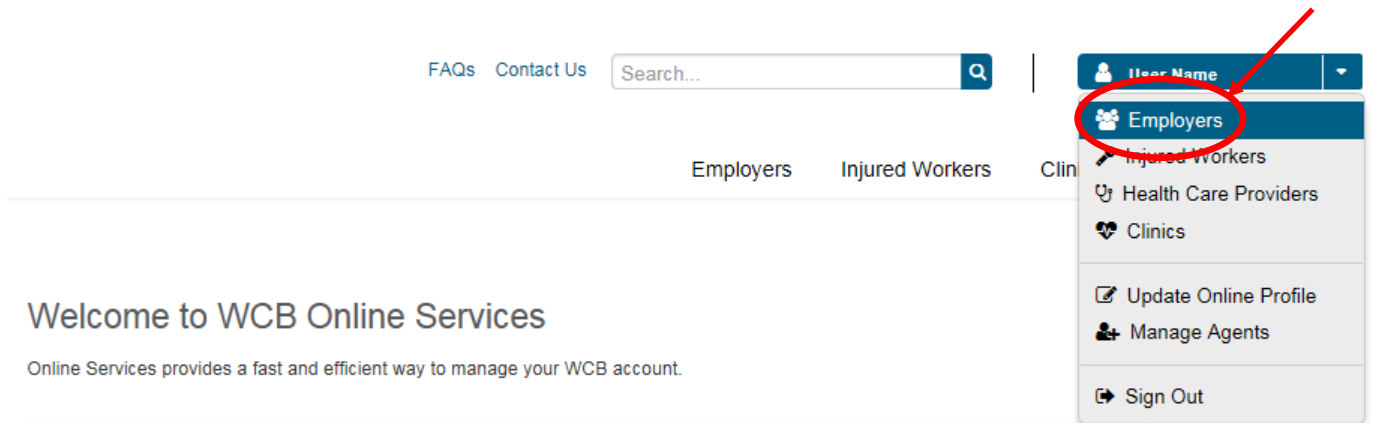 FAQs Contact Us Search... User Name
Employers
Injured Workers
Health Care Providers
Clinics
Update Online Profile
Manage Agents
Sign Out
Employers Injured Workers
Welcome to WCB Online Services
Online Services provides a fast and efficient way to manage your WCB account.